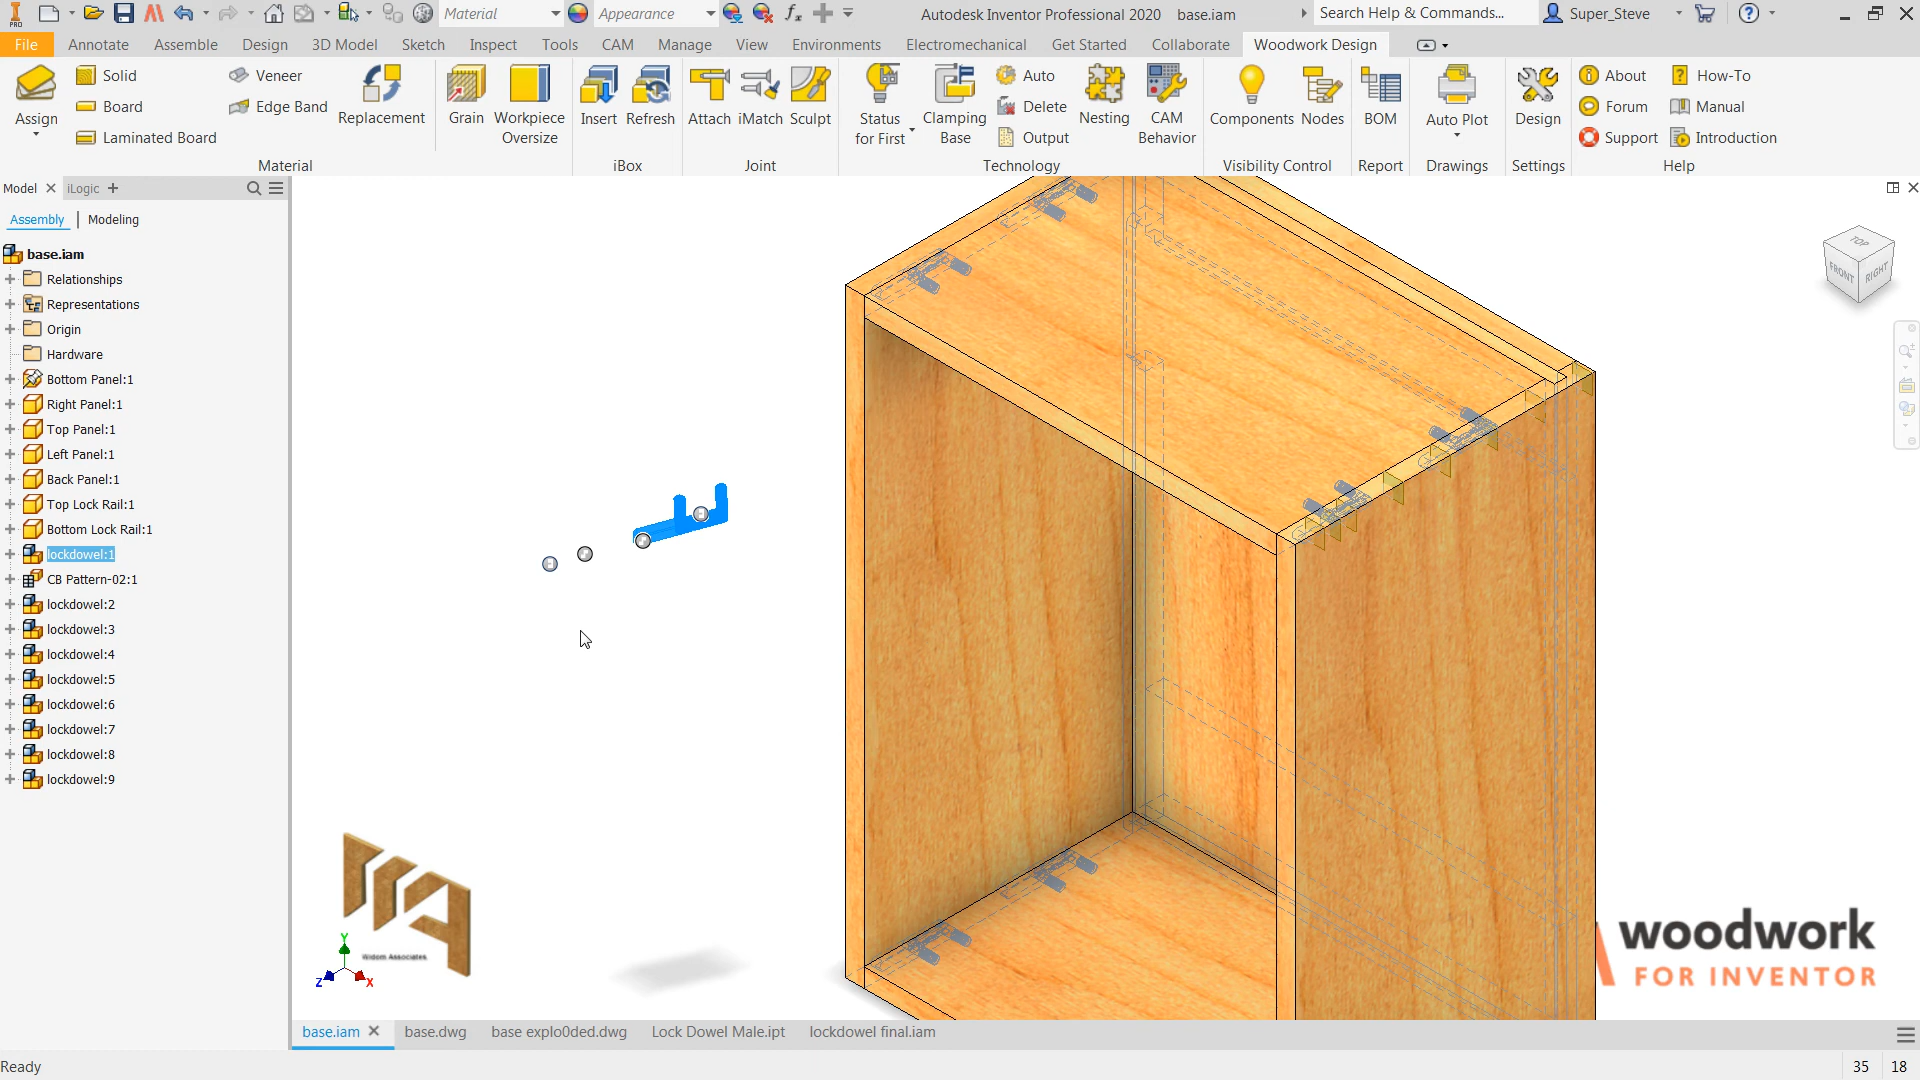 PRO
Material
Appearance
Autodesk Inventor Professional 2020 base.iam
Search Help & Commands...
Super_Steve
File Annotate Assemble Design 3D Model Sketch Inspect Tools CAM Manage View Environments Electromechanical Get Started Collaborate Woodwork Design
Assign
Solid
Board
Laminated Board
Veneer
Edge Band
Replacement
Material
Grain
Workpiece
Oversize
Insert
Refresh
iBox
Attach
iMatch
Sculpt
Joint
Status
for First
Clamping
Base
Auto
Delete
Output
Nesting
CAM
Behavior
Technology
Components
Nodes
Visibility Control
BOM
Report
Auto Plot
Drawings
Design
Settings
About
Forum
Support
How-To
Manual
Introduction
Help
Model iLogic
Assembly | Modeling
base.iam
Relationships
Representations
Origin
Hardware
Bottom Panel:1
Right Panel:1
Top Panel:1
Left Panel:1
Back Panel:1
Top Lock Rail:1
Bottom Lock Rail:1
lockdowel:1
CB Pattern-02:1
lockdowel:2
lockdowel:3
lockdowel:4
lockdowel:5
lockdowel:6
lockdowel:7
lockdowel:8
lockdowel:9
TOP
FRONT
RIGHT
Widom Associates
Y
Z
X
woodwork
FOR INVENTOR
base.iam base.dwg base explo0ded.dwg Lock Dowel Male.ipt lockdowel final.iam
Ready
35 18